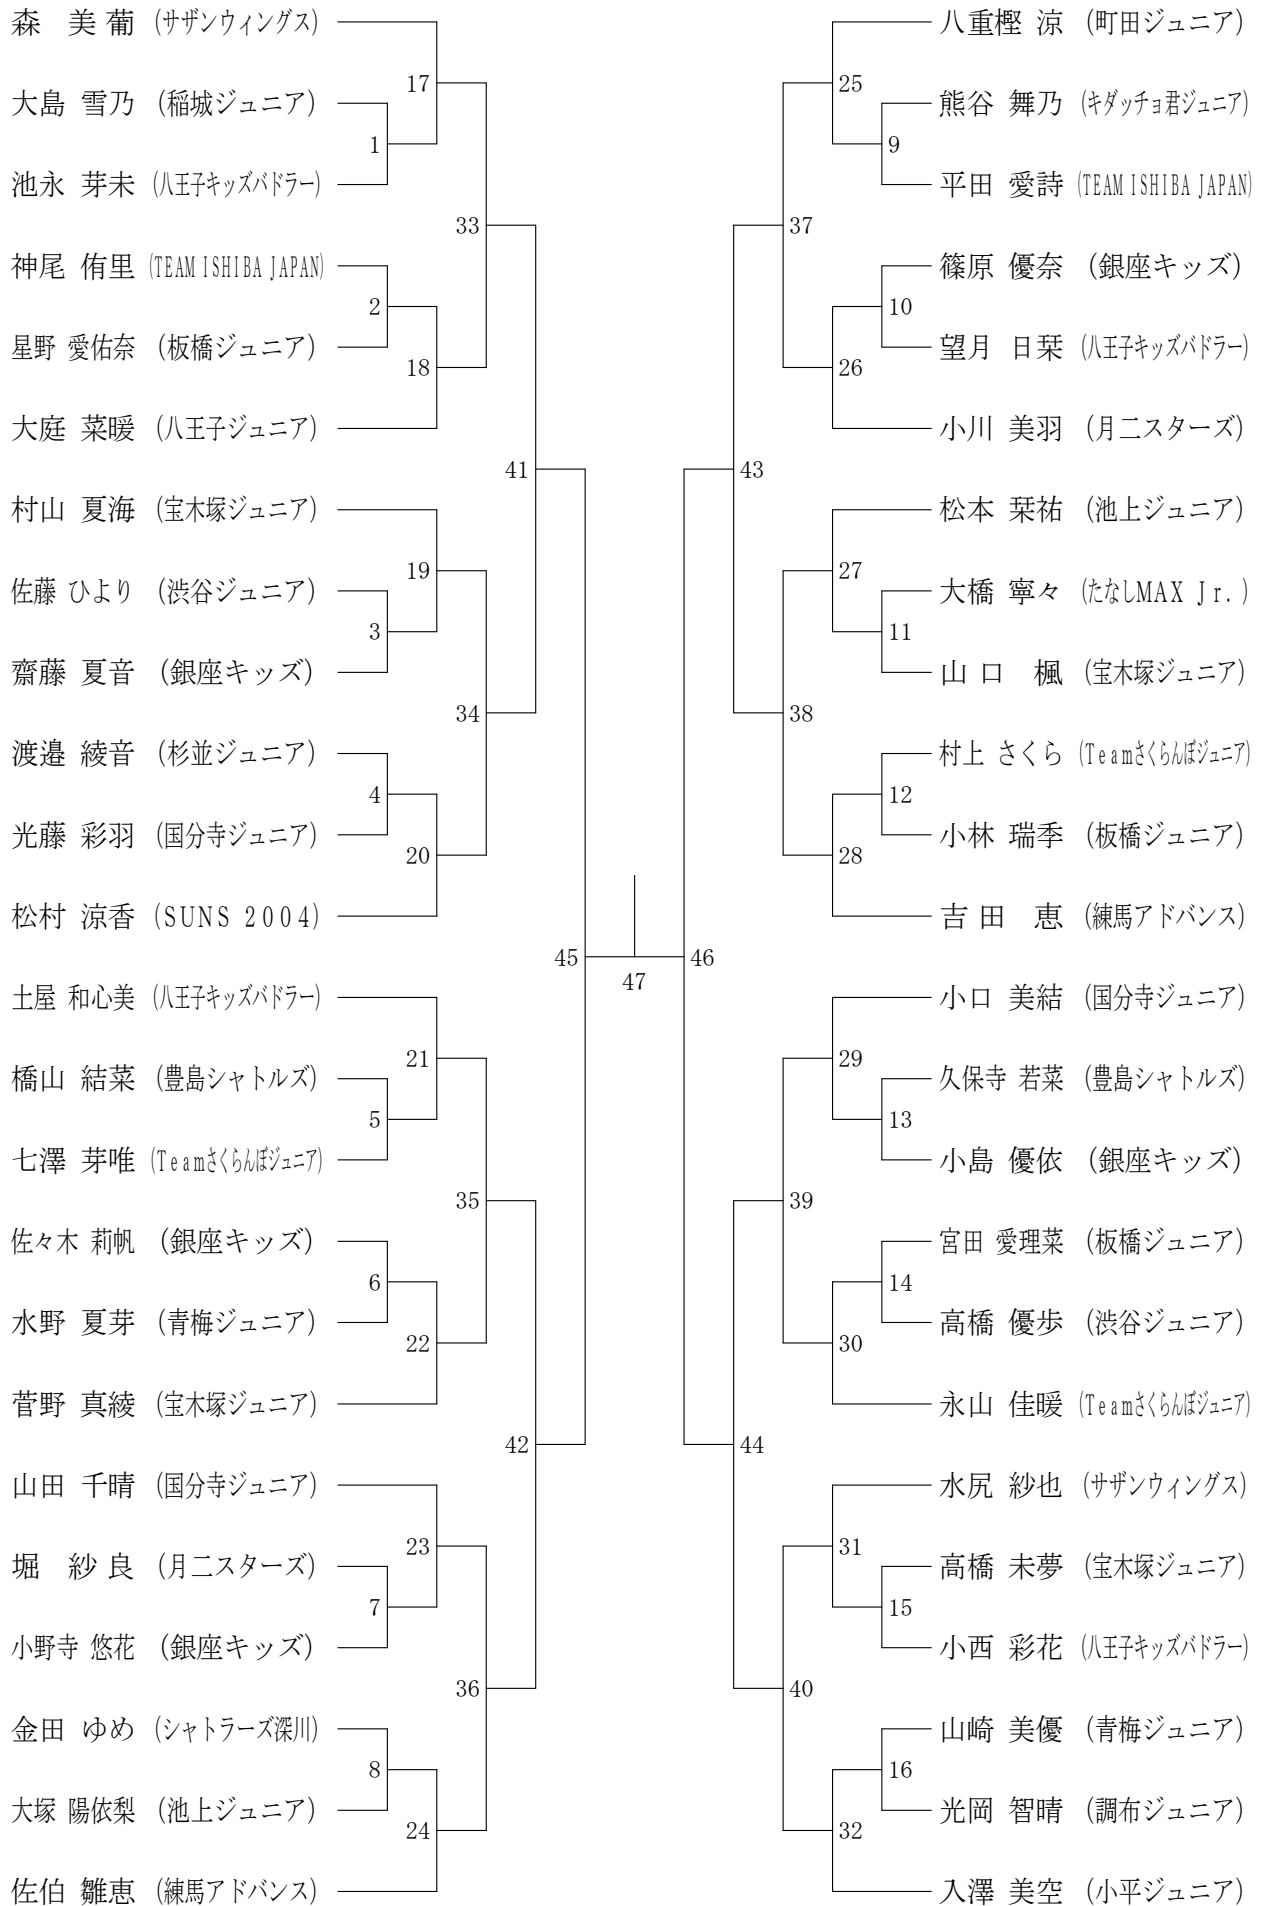 森 美葡 (サザンウィングス)
17
大島 雪乃 (稲城ジュニア)
1
池永 芽未 (八王子キッズバドラー)
33
神尾 侑里 (TEAM ISHIBA JAPAN)
2
星野 愛佑奈 (板橋ジュニア)
18
大庭 菜暖 (八王子ジュニア)
41
村山 夏海 (宝木塚ジュニア)
19
佐藤 ひより (渋谷ジュニア)
3
齋藤 夏音 (銀座キッズ)
34
渡邉 綾音 (杉並ジュニア)
4
光藤 彩羽 (国分寺ジュニア)
20
松村 涼香 (SUNS 2004)
45
土屋 和心美 (八王子キッズバドラー)
21
橋山 結菜 (豊島シャトルズ)
5
七澤 芽唯 (Teamさくらんぼジュニア)
35
佐々木 莉帆 (銀座キッズ)
6
水野 夏芽 (青梅ジュニア)
22
菅野 真綾 (宝木塚ジュニア)
42
山田 千晴 (国分寺ジュニア)
23
堀 紗良 (月二スターズ)
7
小野寺 悠花 (銀座キッズ)
36
金田 ゆめ (シャトラーズ深川)
8
大塚 陽依梨 (池上ジュニア)
24
佐伯 雛恵 (練馬アドバンス)
47
八重樫 涼 (町田ジュニア)
25
熊谷 舞乃 (キダッチョ君ジュニア)
9
平田 愛詩 (TEAM ISHIBA JAPAN)
37
篠原 優奈 (銀座キッズ)
10
望月 日菜 (八王子キッズバドラー)
26
小川 美羽 (月二スターズ)
43
松本 栞祐 (池上ジュニア)
27
大橋 寧々 (たなしMAX Jr.)
11
山口 楓 (宝木塚ジュニア)
38
村上 さくら (Teamさくらんぼジュニア)
12
小林 瑞季 (板橋ジュニア)
28
吉田 恵 (練馬アドバンス)
46
小口 美結 (国分寺ジュニア)
29
久保寺 若菜 (豊島シャトルズ)
13
小島 優依 (銀座キッズ)
39
宮田 愛理菜 (板橋ジュニア)
14
高橋 優歩 (渋谷ジュニア)
30
永山 佳暖 (Teamさくらんぼジュニア)
44
水尻 紗也 (サザンウィングス)
31
高橋 未夢 (宝木塚ジュニア)
15
小西 彩花 (八王子キッズバドラー)
40
山崎 美優 (青梅ジュニア)
16
光岡 智晴 (調布ジュニア)
32
入澤 美空 (小平ジュニア)